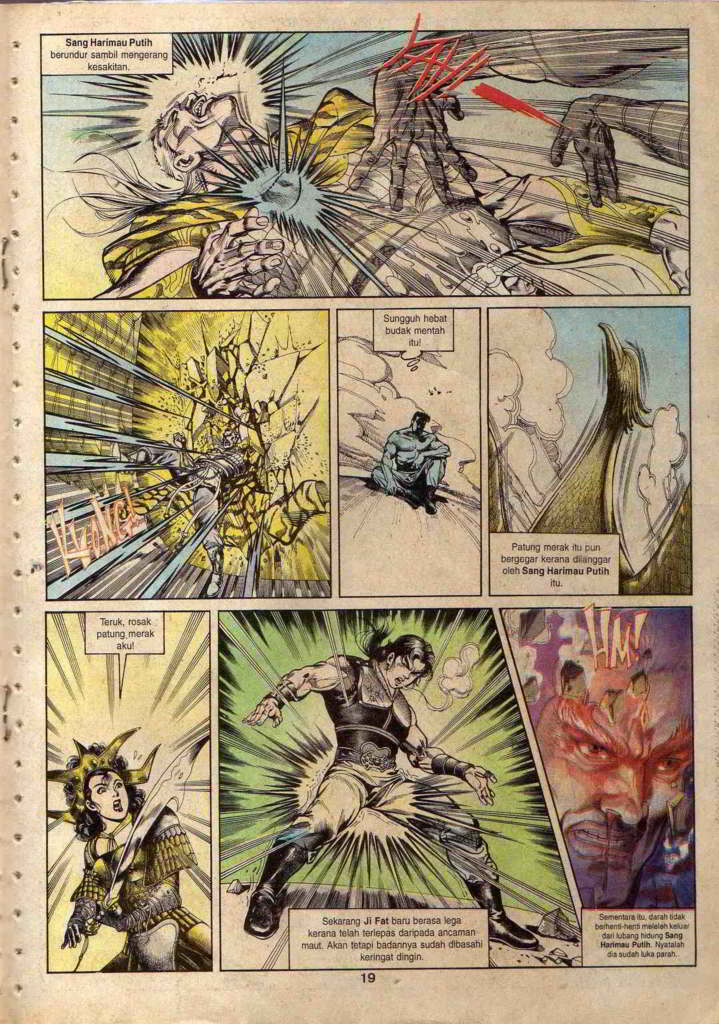 Sang Harimau Putih
berundur sambil mengerang
kesakitan.
Sungguh hebat
budak mentah
itu!
Patung merak itu pun
bergegar kerana dilanggar
oleh Sang Harimau Putih
itu.
Teruk, rosak
patung merak
aku!
HM!
Sekarang Ji Fat baru berasa lega
kerana telah terlepas daripada ancaman
maut. Akan tetapi badannya sudah dibasahi
keringat dingin.
Sementara itu, darah tidak
berhenti-henti meleleh keluar
dari lubang hidung Sang
Harimau Putih. Nyatalah
dia sudah luka parah.
19